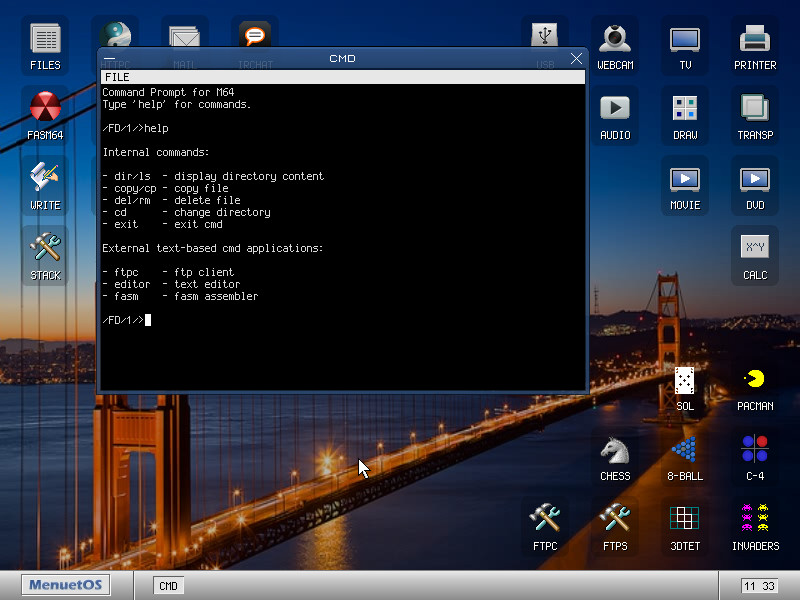 FILES
MAIL
IRCHAT
USB
WEBCAM
TV
PRINTER
CMD
FILE
Command Prompt for M64
Type 'help' for commands.
/FD/1/>help
Internal commands:
- dir/ls - display directory content
- copy/cp - copy file
- del/rm - delete file
- cd - change directory
- exit - exit cmd
External text-based cmd applications:
- ftpc - ftp client
- editor - text editor
- fasm - fasm assembler
/FD/1/>
FASM64
AUDIO
DRAW
TRANSP
WRITE
MOVIE
DVD
STACK
X^Y
CALC
SOL
PACMAN
CHESS
8-BALL
C-4
FTPC
FTPS
3DTET
INVADERS
MenuetOS
CMD
11 33